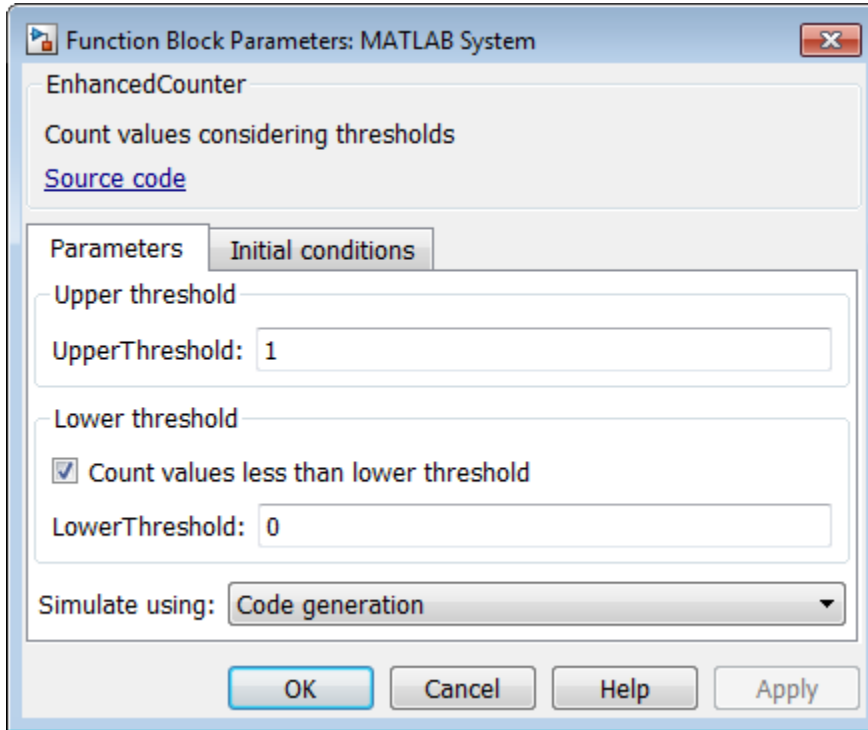 Function Block Parameters: MATLAB System
EnhancedCounter
Count values considering thresholds
Source code
Parameters Initial conditions
Upper threshold
UpperThreshold: 1
Lower threshold
Count values less than lower threshold
LowerThreshold: 0
Simulate using: Code generation
OK Cancel Help Apply